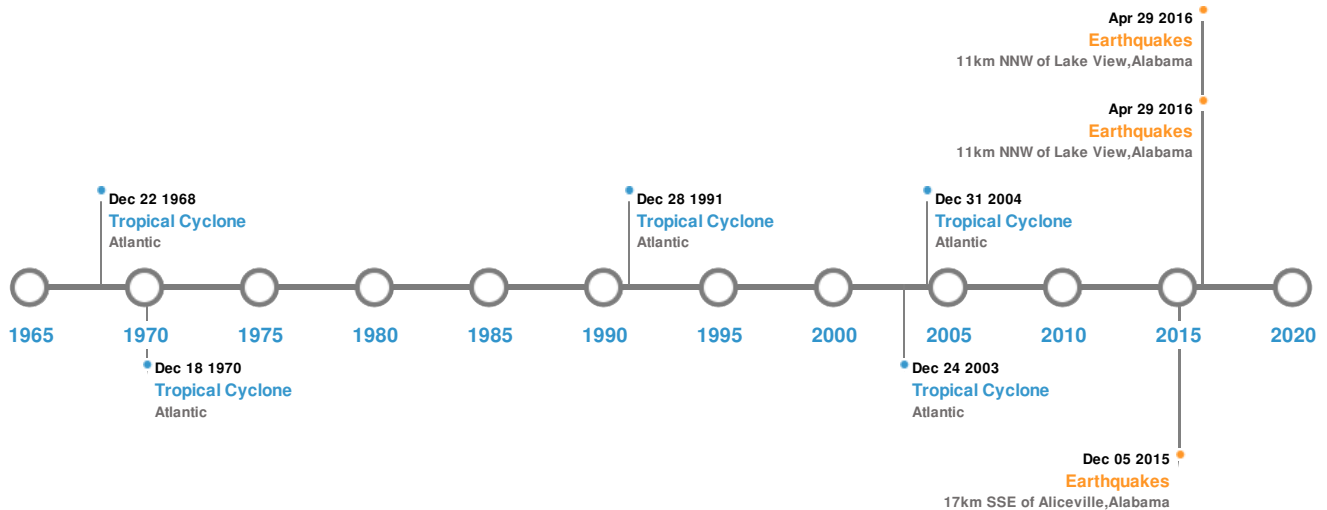 Apr 29 2016
Earthquakes
11km NNW of Lake View,Alabama
Apr 29 2016
Earthquakes
11km NNW of Lake View,Alabama
Dec 22 1968
Tropical Cyclone
Atlantic
Dec 28 1991
Tropical Cyclone
Atlantic
Dec 31 2004
Tropical Cyclone
Atlantic
1965 1970 1975 1980 1985 1990 1995 2000 2005 2010 2015 2020
Dec 18 1970
Tropical Cyclone
Atlantic
Dec 24 2003
Tropical Cyclone
Atlantic
Dec 05 2015
Earthquakes
17km SSE of Aliceville,Alabama